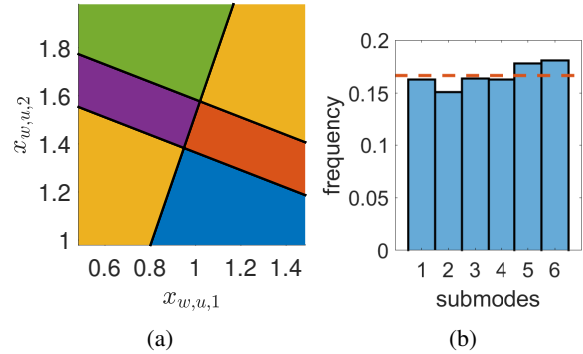 1.8
1.6
1.4
1.2
1
x_{w,u,2}
0.6 0.8 1 1.2 1.4
x_{w,u,1}
(a)
0.2
0.15
0.1
0.05
0
frequency
1 2 3 4 5 6
submodes
(b)